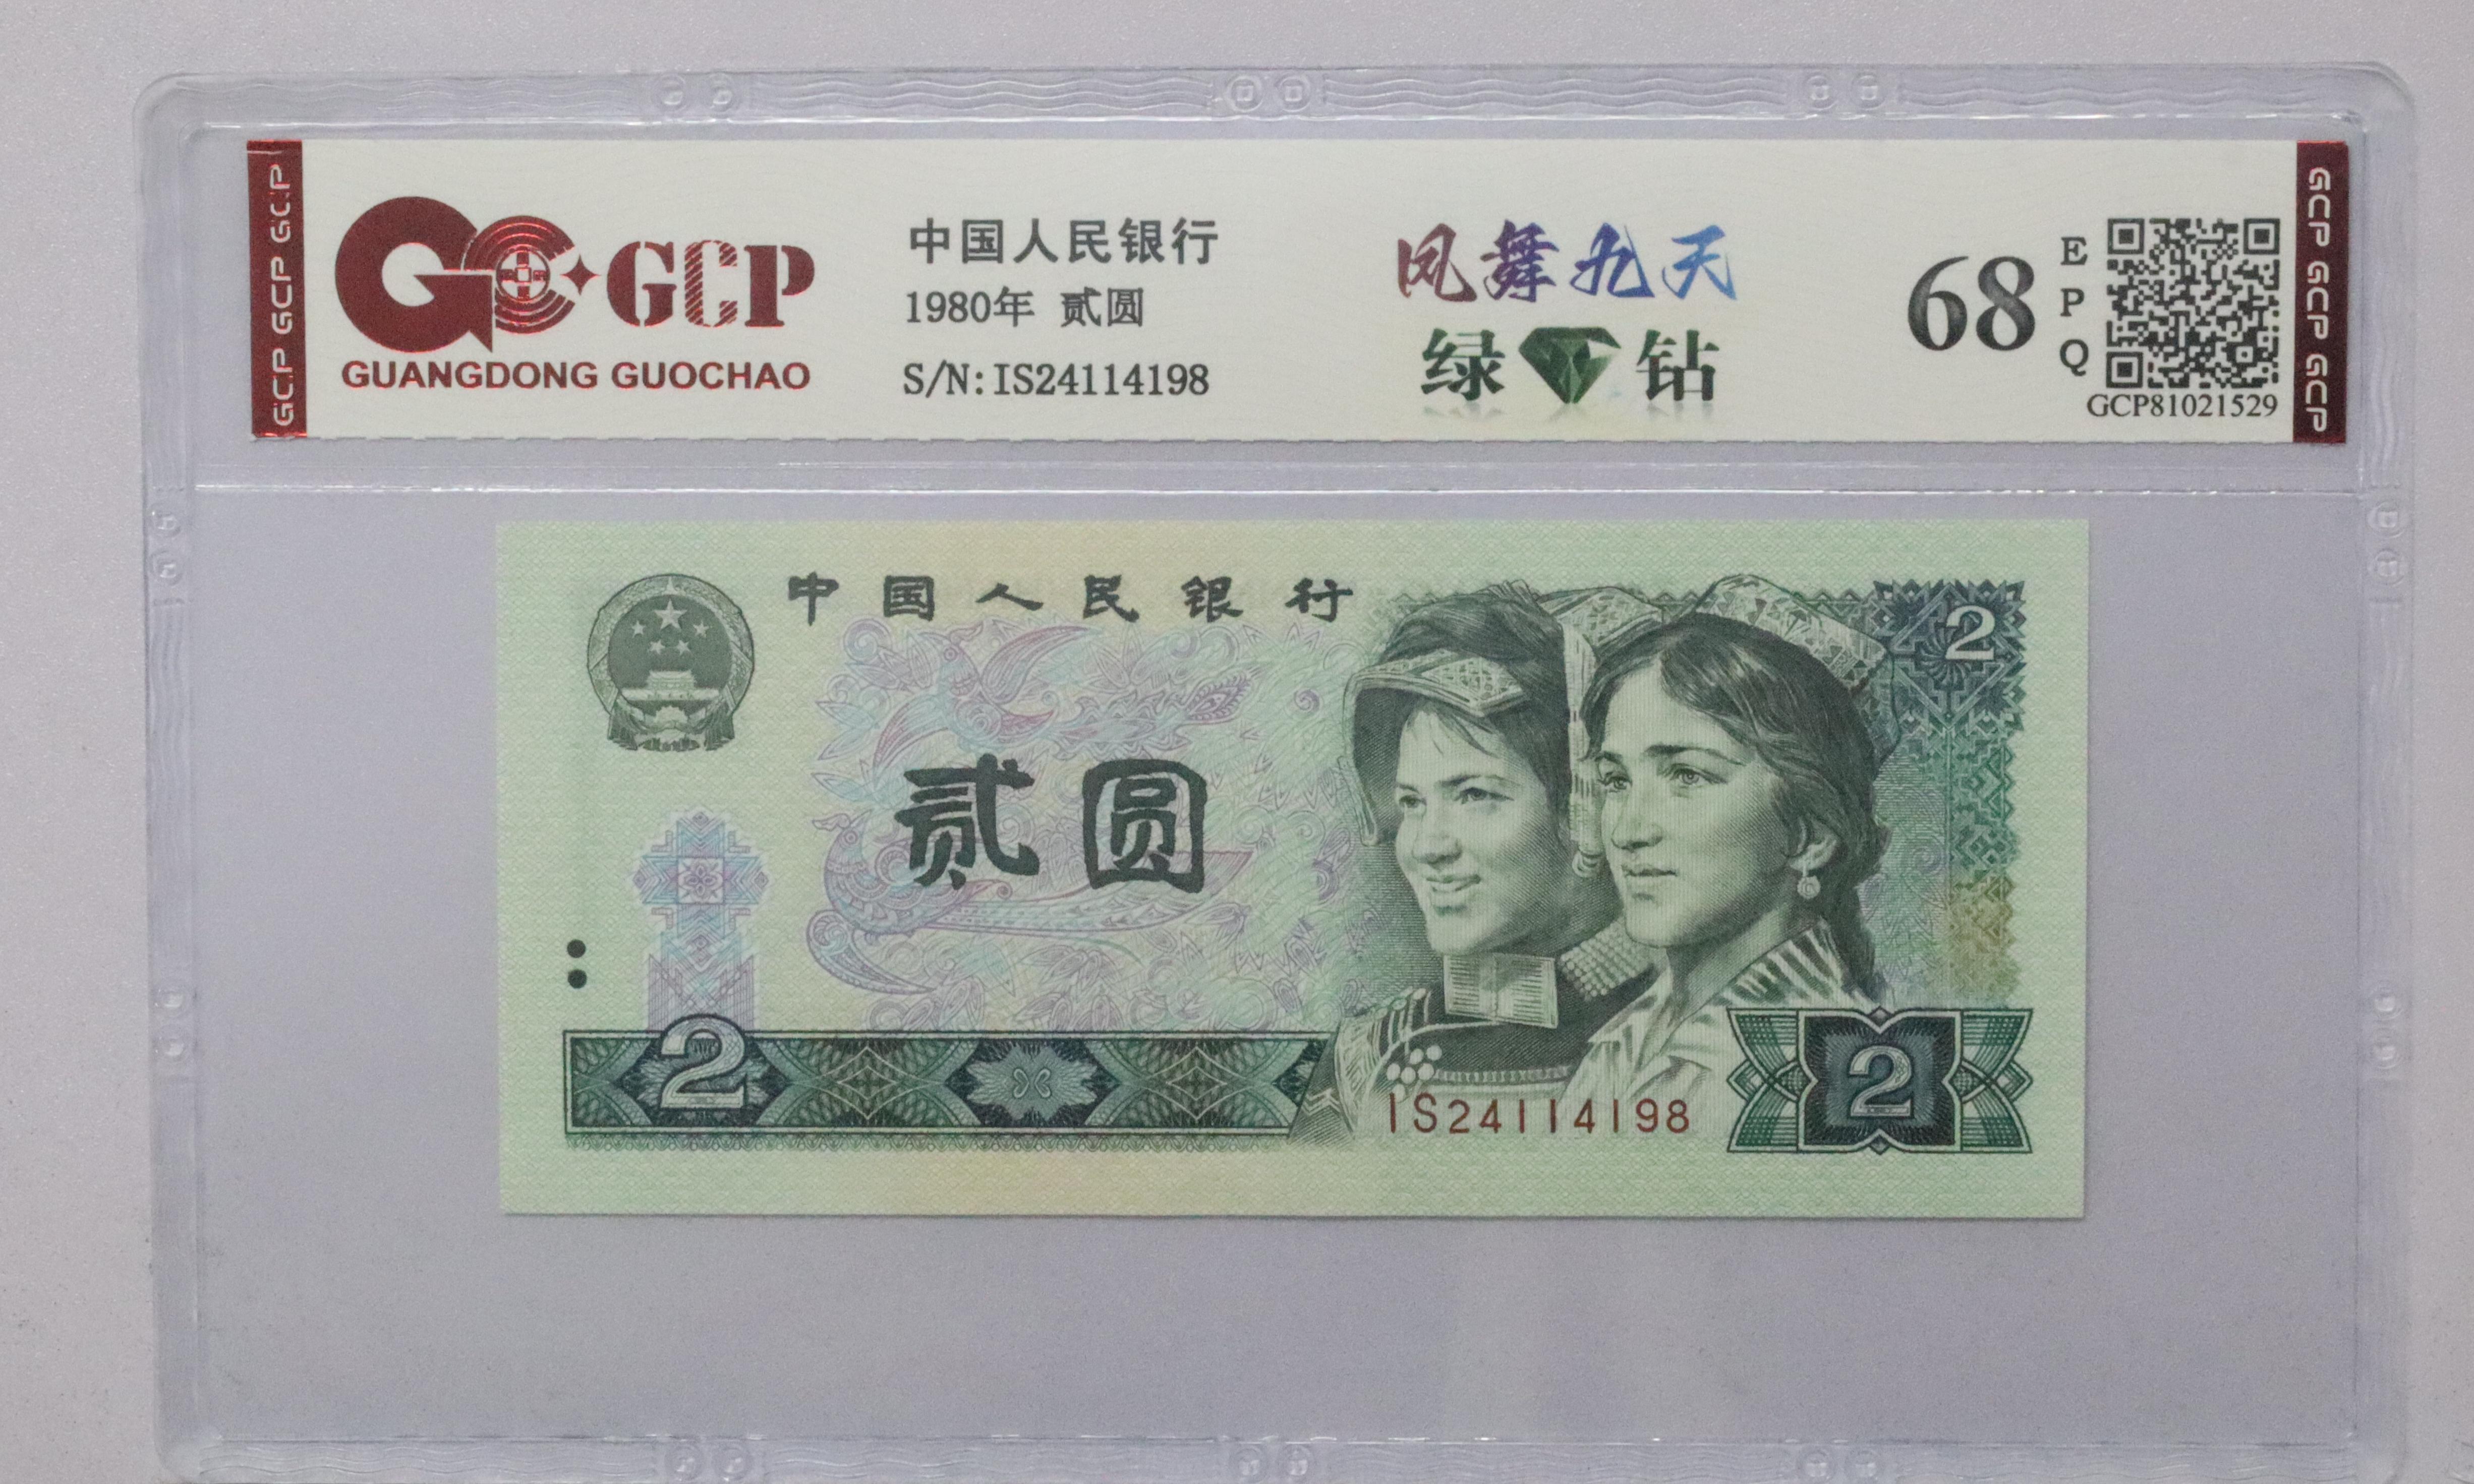 GCP GCP GCP
GCP
GUANGDONG GUOCHAO
中国人民银行
1980年 贰圆
S/N:IS24114198
凤舞九天
绿钻
68
EPQ
GCP81021529
GCP GCP GCP
中国人民银行
2
贰圆
2
IS24114198
2